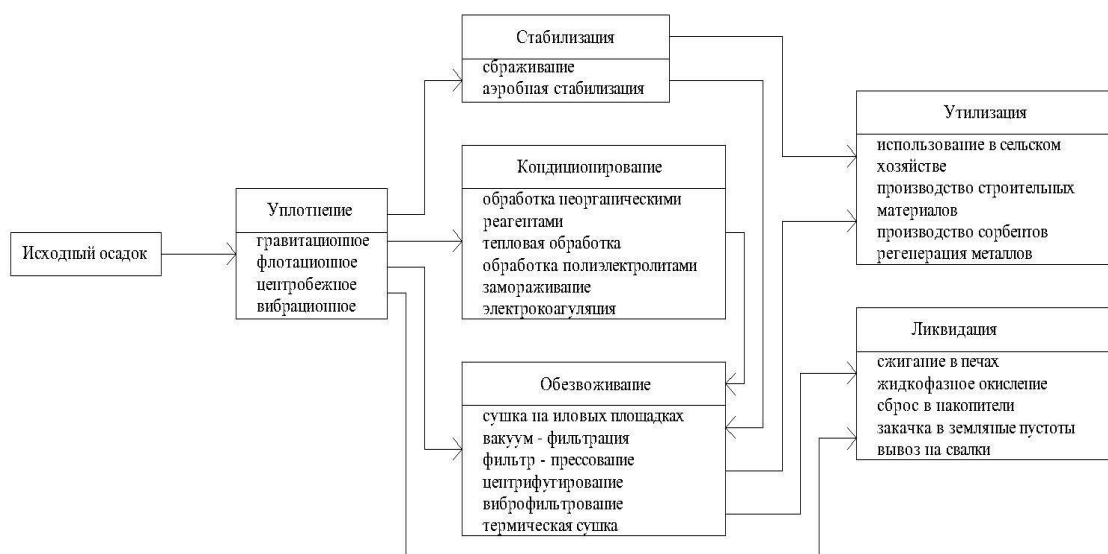 Исходный осадок
Уплотнение
гравитационное
флотационное
центробежное
вибрационное
Стабилизация
сбраживание
аэробная стабилизация
Кондиционирование
обработка неорганическими
реагентами
тепловая обработка
обработка полиэлектролитами
замораживание
электрокоагуляция
Обезвоживание
сушка на иловых площадках
вакуум - фильтрация
фильтр - прессование
центрифугирование
виброфильтрование
термическая сушка
Утилизация
использование в сельском
хозяйстве
производство строительных
материалов
производство сорбентов
регенерация металлов
Ликвидация
сжигание в печах
жидкофазное окисление
сброс в накопители
закачка в земляные пустоты
вывоз на свалки